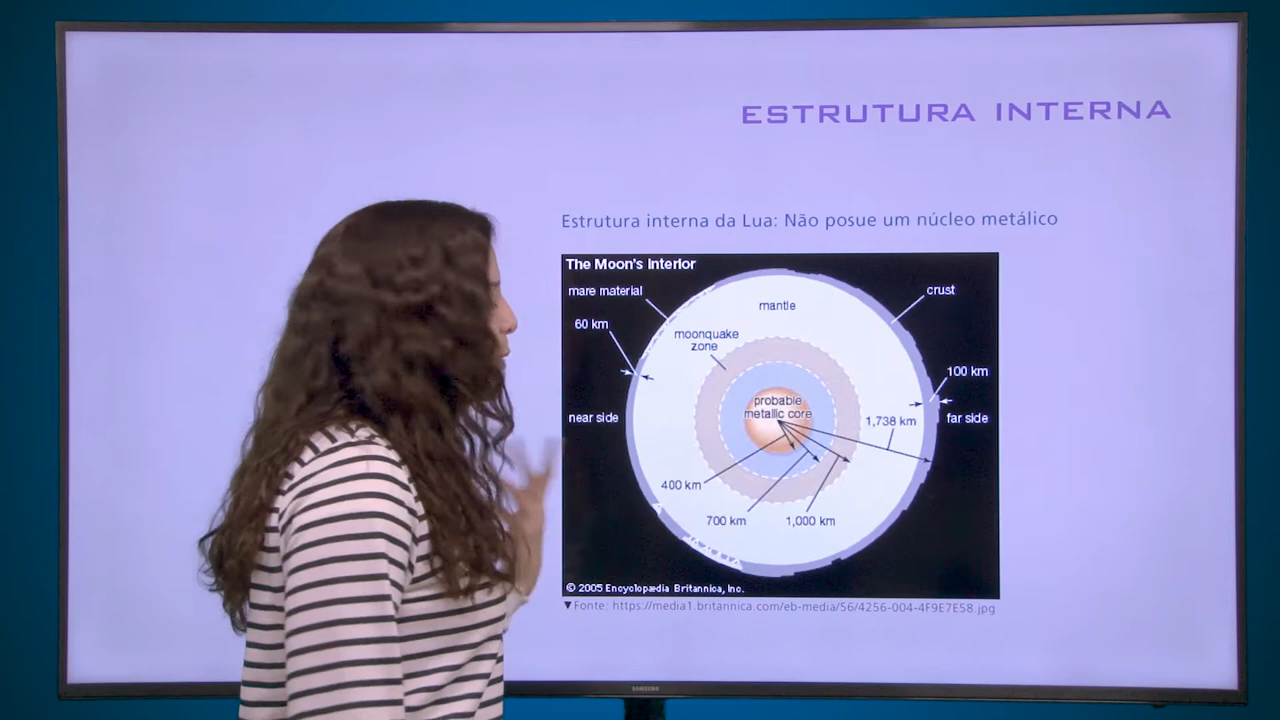 ESTRUTURA INTERNA
Estrutura interna da Lua: Não posue um núcleo metálico
The Moon's Interior
mare material
crust
mantle
60 km
moonquake
zone
100 km
probable
metallic core
near side
1,738 km
far side
400 km
700 km
1,000 km
© 2005 Encyclopædia Britannica, Inc.
▼Fonte: https://media1.britannica.com/eb-media/56/4256-004-4F9E7E58.jpg
SAMSUNG